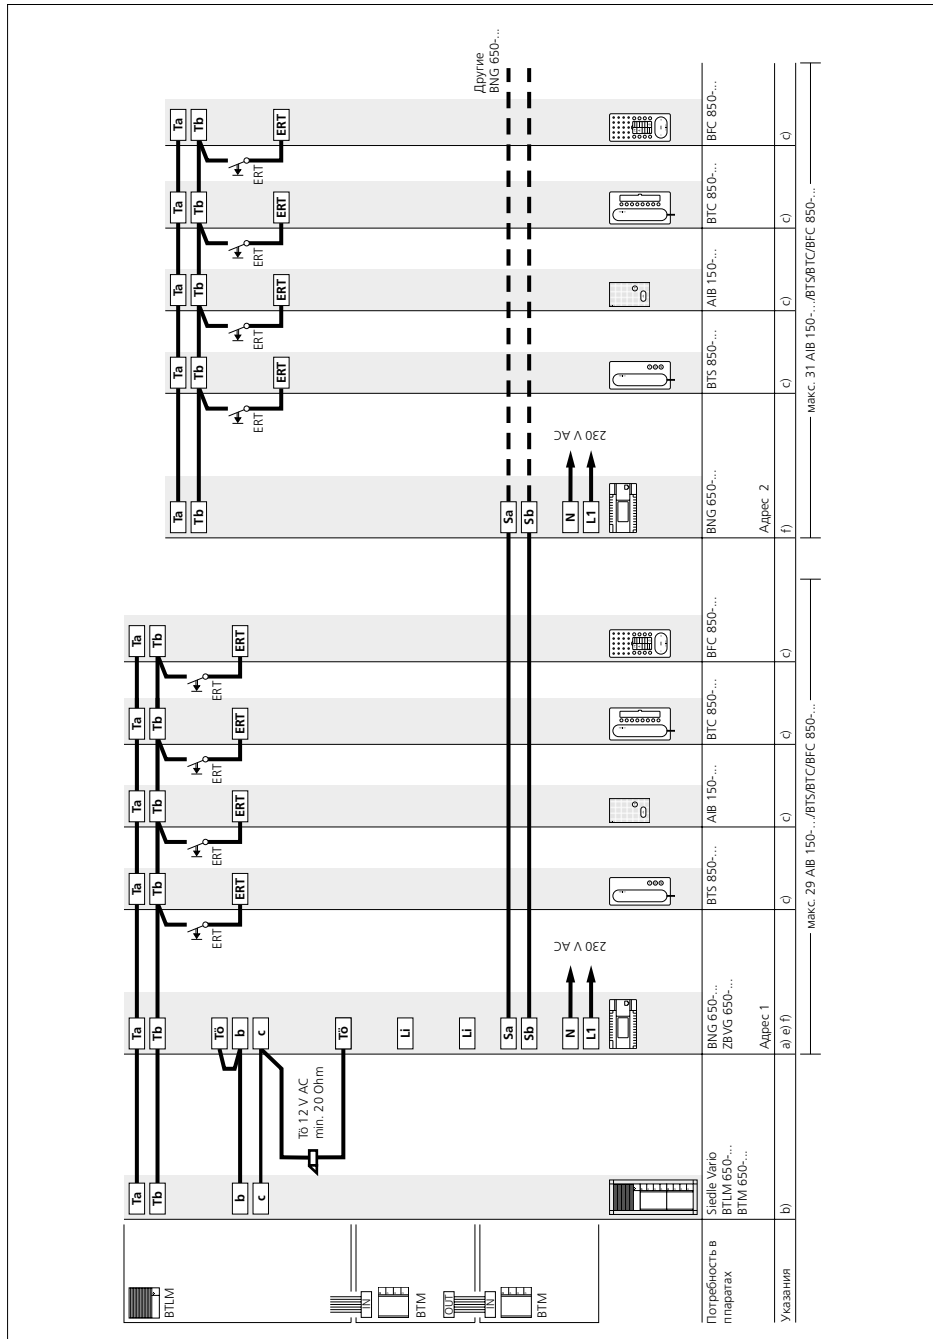 Ta Ta Ta Ta Ta Ta
Tb Tb Tb Tb Tb Tb
BTLM
Ta Ta Ta Ta Ta
Tb Tb Tb Tb Tb
Tö
ERT ERT ERT ERT
b b
ERT ERT ERT ERT
c c
ERT ERT ERT ERT
ERT ERT ERT ERT
Tö 12 V AC
min. 20 Ohm
Tö
IN
BTM
Li
OUT
Li
IN
BTM
Другие
BNG 650-...
Sa Sa
Sb Sb
N N
230 V AC 230 V AC
L1 L1
Потребность в
ппаратах
Siedle Vario
BTLM 650-...
BTM 650-...
BNG 650-...
ZBVG 650-...
Адрес 1
BTS 850-...
AIB 150-...
BTC 850-...
BFC 850-...
BNG 650-...
Адрес 2
BTS 850-...
AIB 150-...
BTC 850-...
BFC 850-...
Указания
b)
a) e) f)
c)
c)
c)
c)
f)
c)
c)
c)
c)
макс. 29 AIB 150-.../BTS/BTC/BFC 850-...
макс. 31 AIB 150-.../BTS/BTC/BFC 850-...